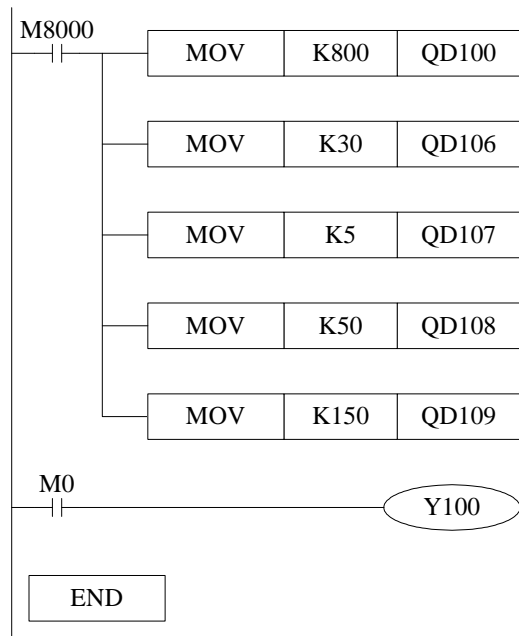 M8000
MOV K800 QD100
MOV K30 QD106
MOV K5 QD107
MOV K50 QD108
MOV K150 QD109
M0
Y100
END